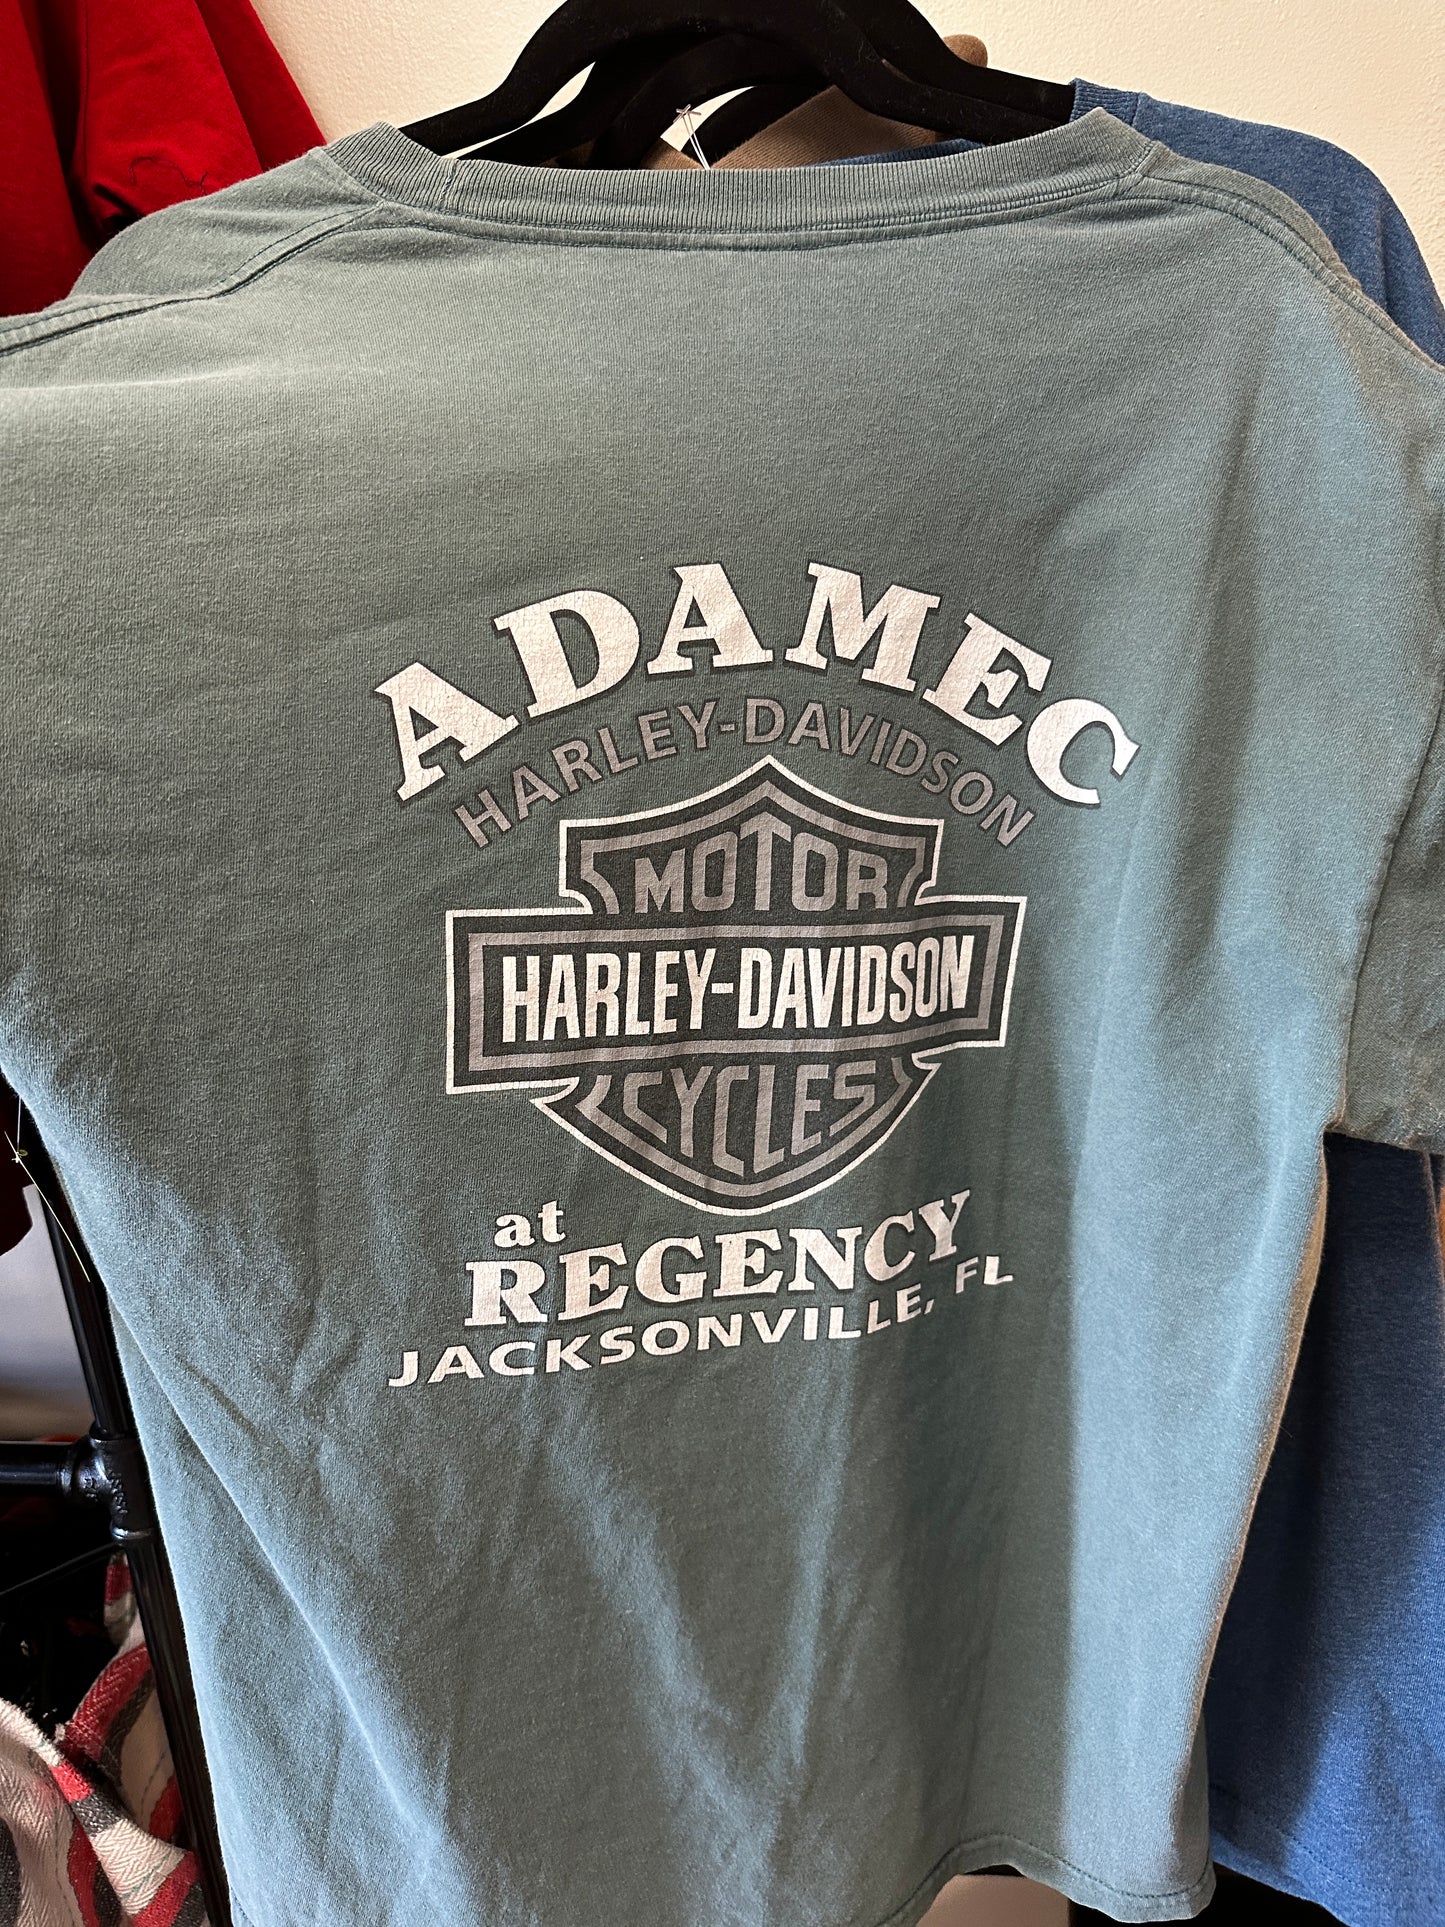 ADAMEC
HARLEY-DAVIDSON
MOTOR
HARLEY-DAVIDSON
CYCLES
at
REGENCY
JACKSONVILLE, FL